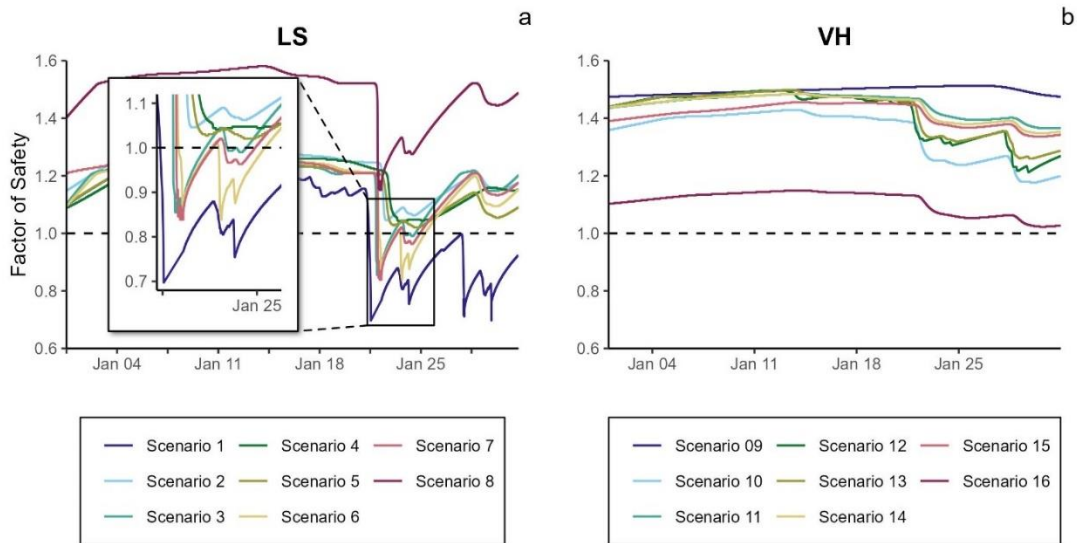 a
LS
1.6
1.4
1.2
1.0
0.8
0.6
Factor of Safety
1.1
1.0
0.9
0.8
0.7
Jan 25
Jan 04
Jan 11
Jan 18
Jan 25
Scenario 1
Scenario 4
Scenario 7
Scenario 2
Scenario 5
Scenario 8
Scenario 3
Scenario 6
b
VH
1.6
1.4
1.2
1.0
0.8
0.6
Jan 04
Jan 11
Jan 18
Jan 25
Scenario 09
Scenario 12
Scenario 15
Scenario 10
Scenario 13
Scenario 16
Scenario 11
Scenario 14